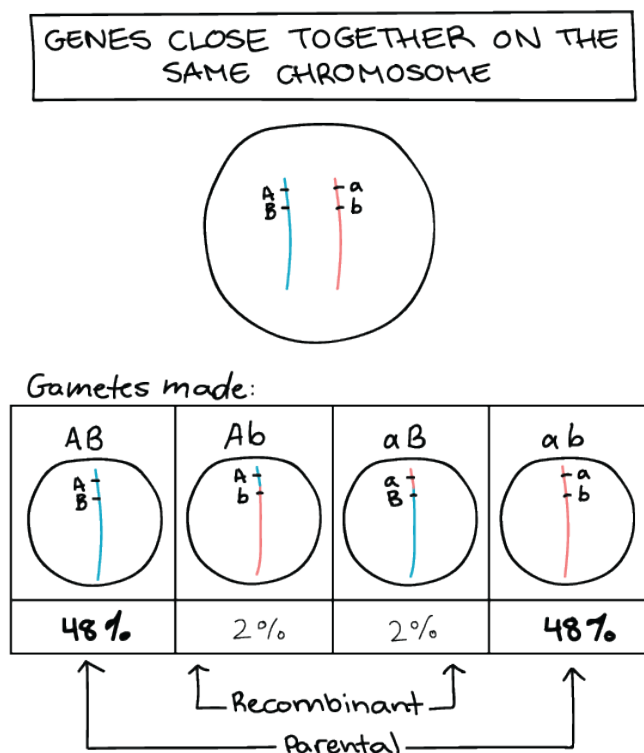 GENES CLOSE TOGETHER ON THE
SAME CHROMOSOME
A a
B b
Gametes made:
AB Ab aB ab
A A a a
B b B b
48% 2% 2% 48%
Recombinant
Parental